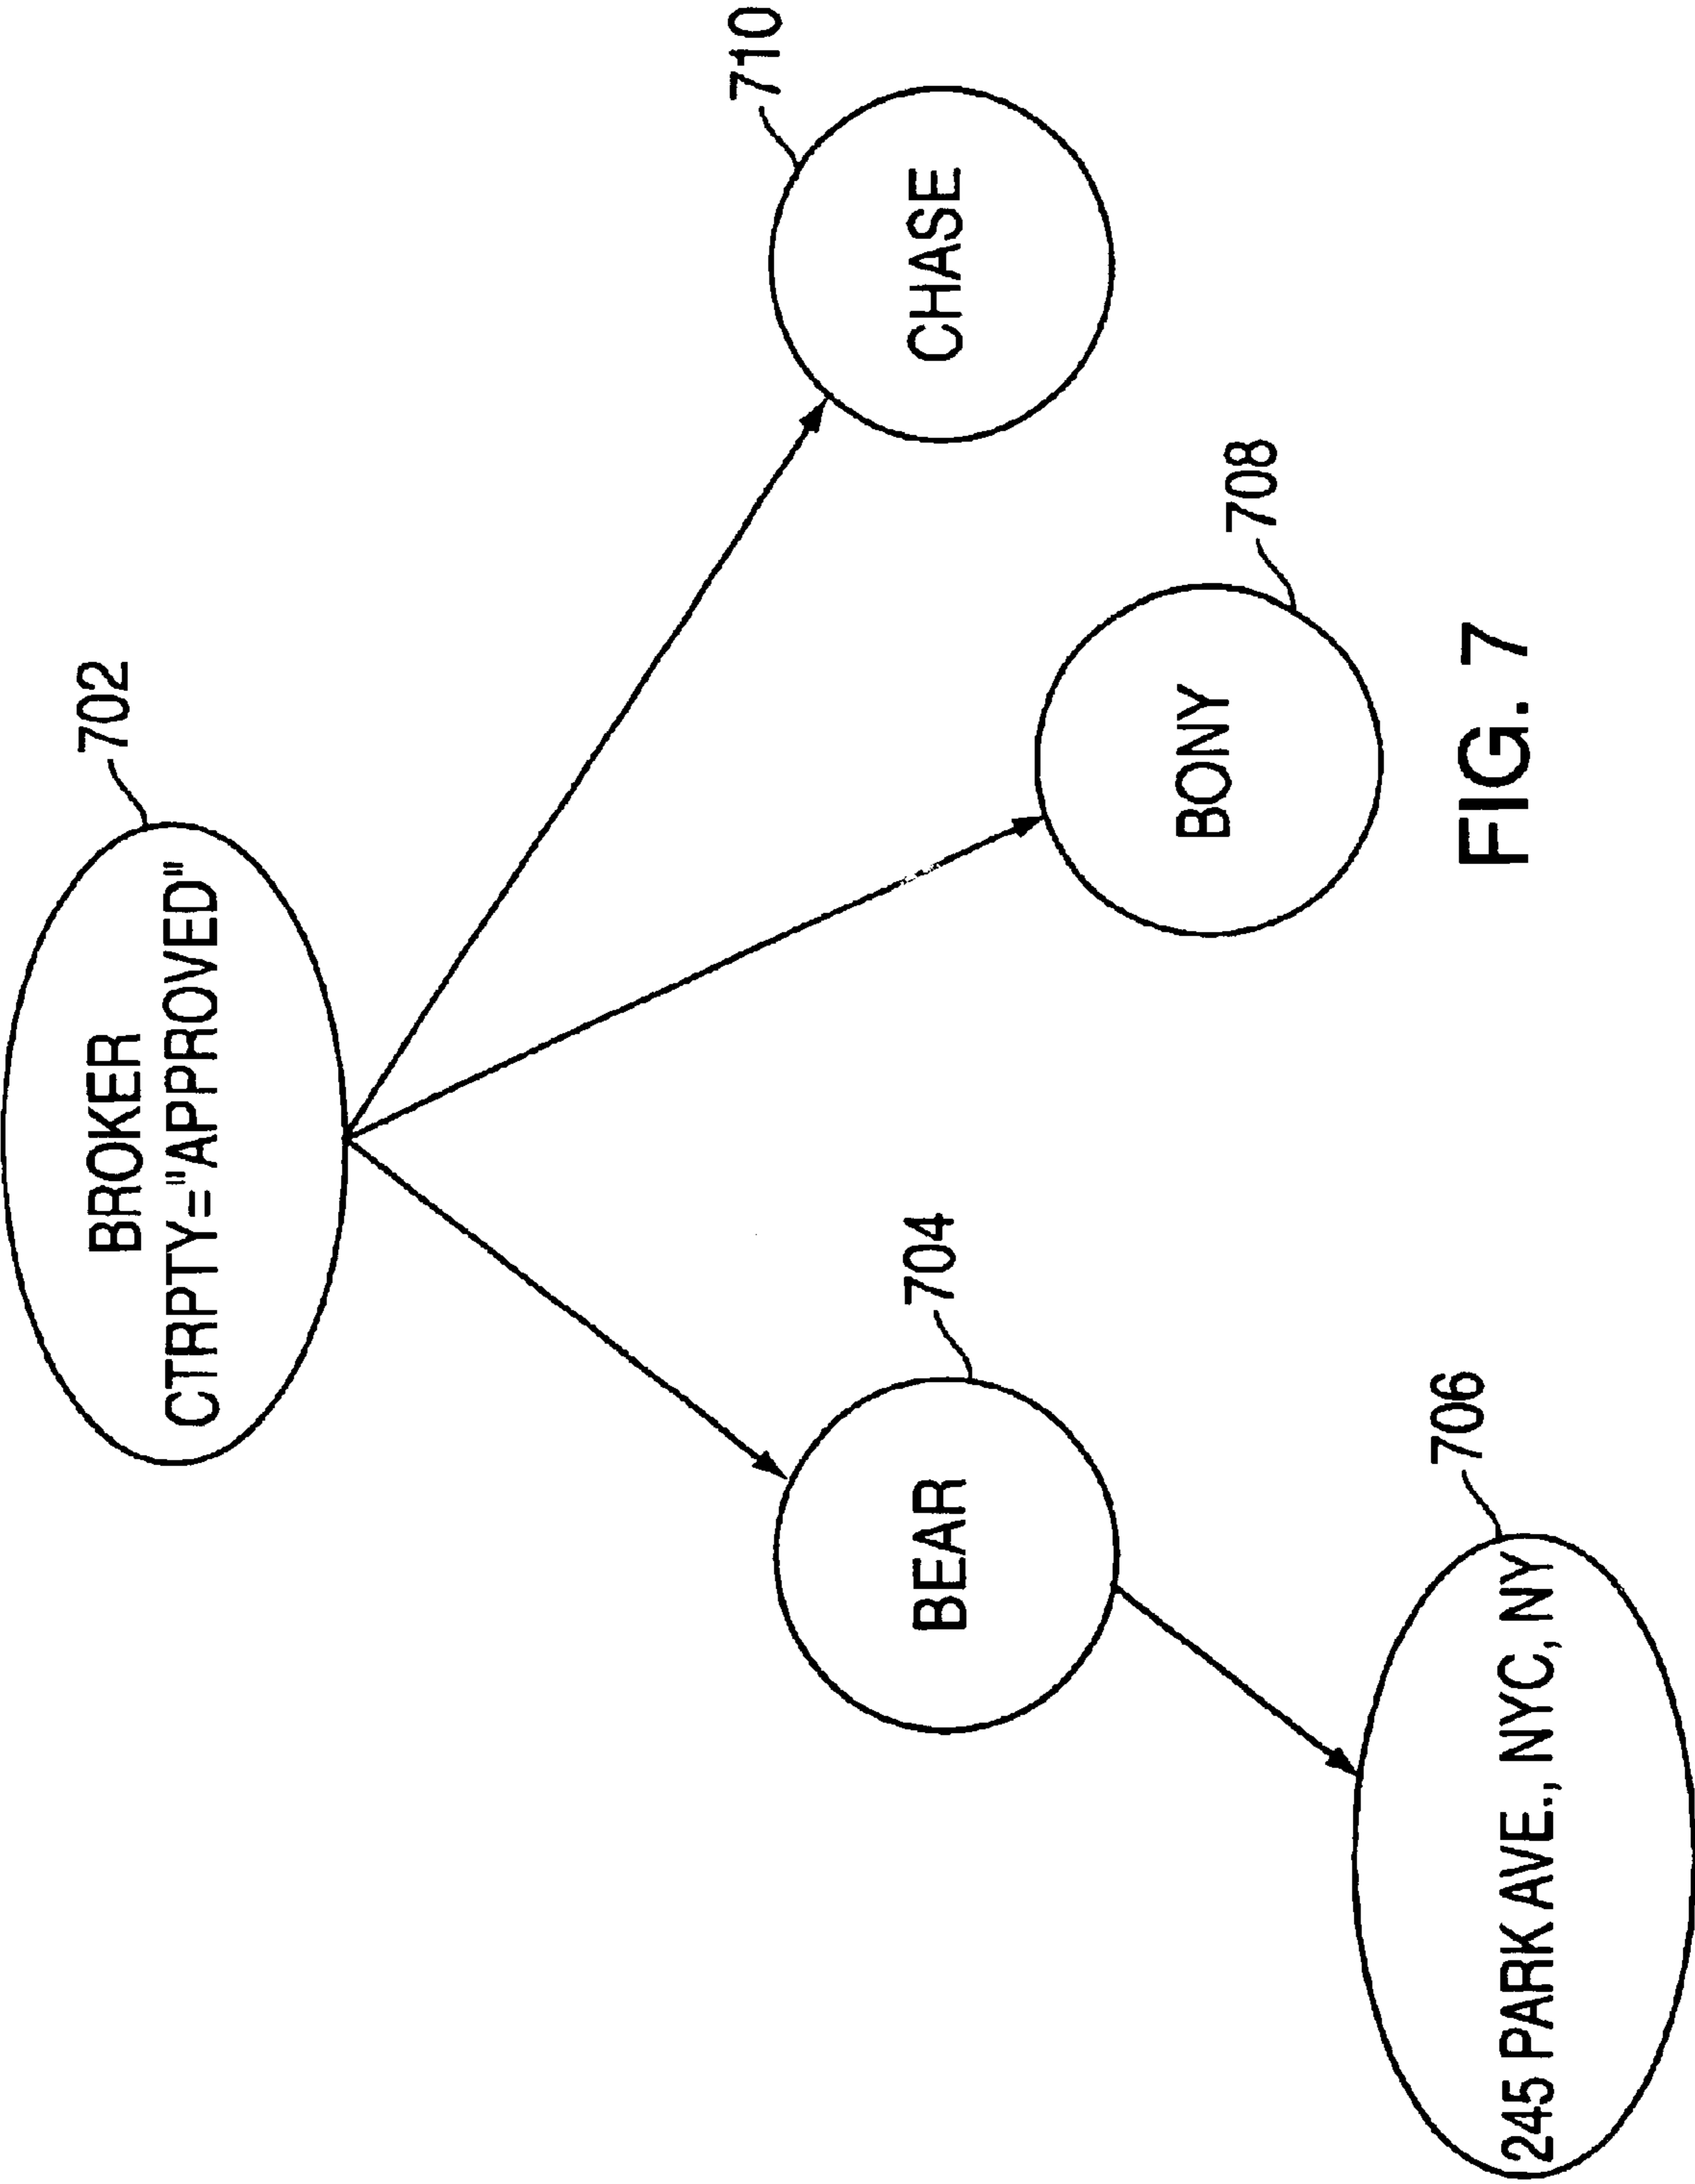 702
BROKER
CTRPTY="APPROVED"
704
BEAR
710
CHASE
708
BONY
706
245 PARK AVE., NYC, NY
FIG. 7